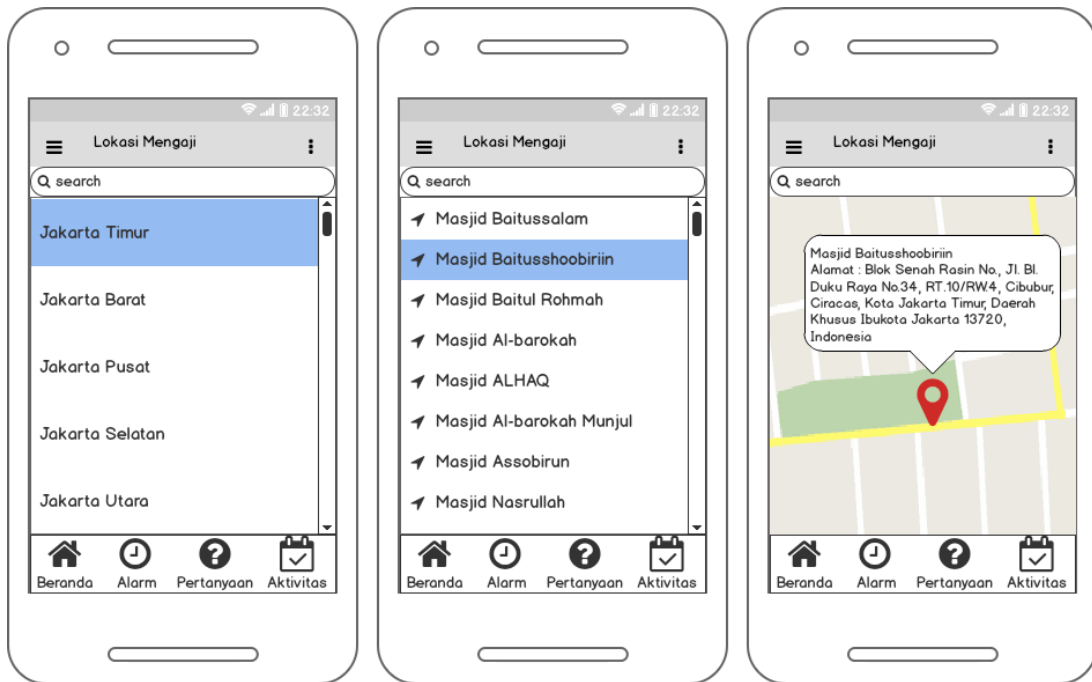 22:32
Lokasi Mengaji
search
Jakarta Timur
Jakarta Barat
Jakarta Pusat
Jakarta Selatan
Jakarta Utara
Beranda Alarm Pertanyaan Aktivitas
22:32
Lokasi Mengaji
search
Masjid Baitussalam
Masjid Baitusshoobiriin
Masjid Baitul Rohmah
Masjid Al-barokah
Masjid ALHAQ
Masjid Al-barokah Munjul
Masjid Assobirun
Masjid Nasrullah
Beranda Alarm Pertanyaan Aktivitas
22:32
Lokasi Mengaji
search
Masjid Baitusshoobiriin
Alamat : Blok Senah Rasin No., Jl. Bl.
Duku Raya No.34, RT.10/RW.4, Cibubur,
Ciracas, Kota Jakarta Timur, Daerah
Khusus Ibukota Jakarta 13720,
Indonesia
Beranda Alarm Pertanyaan Aktivitas